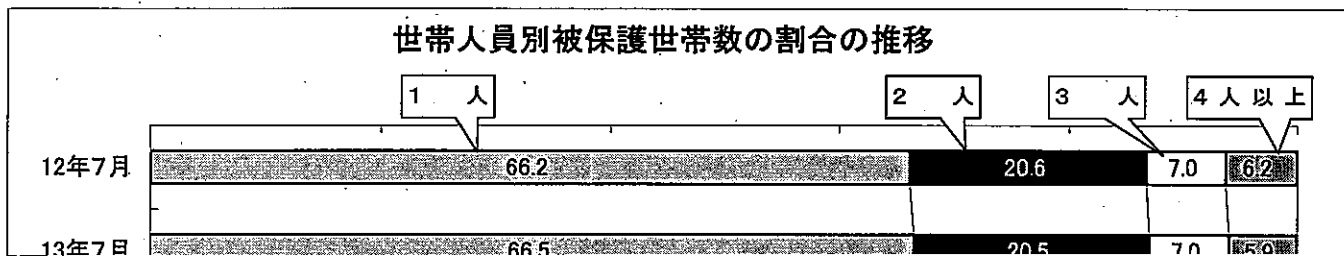 世帯人員別被保護世帯数の割合の推移
1 人 2 人 3 人 4人以上
12年7月 66.2 20.6 7.0 6.2
13年7月 66.5 20.5 7.0 5.9